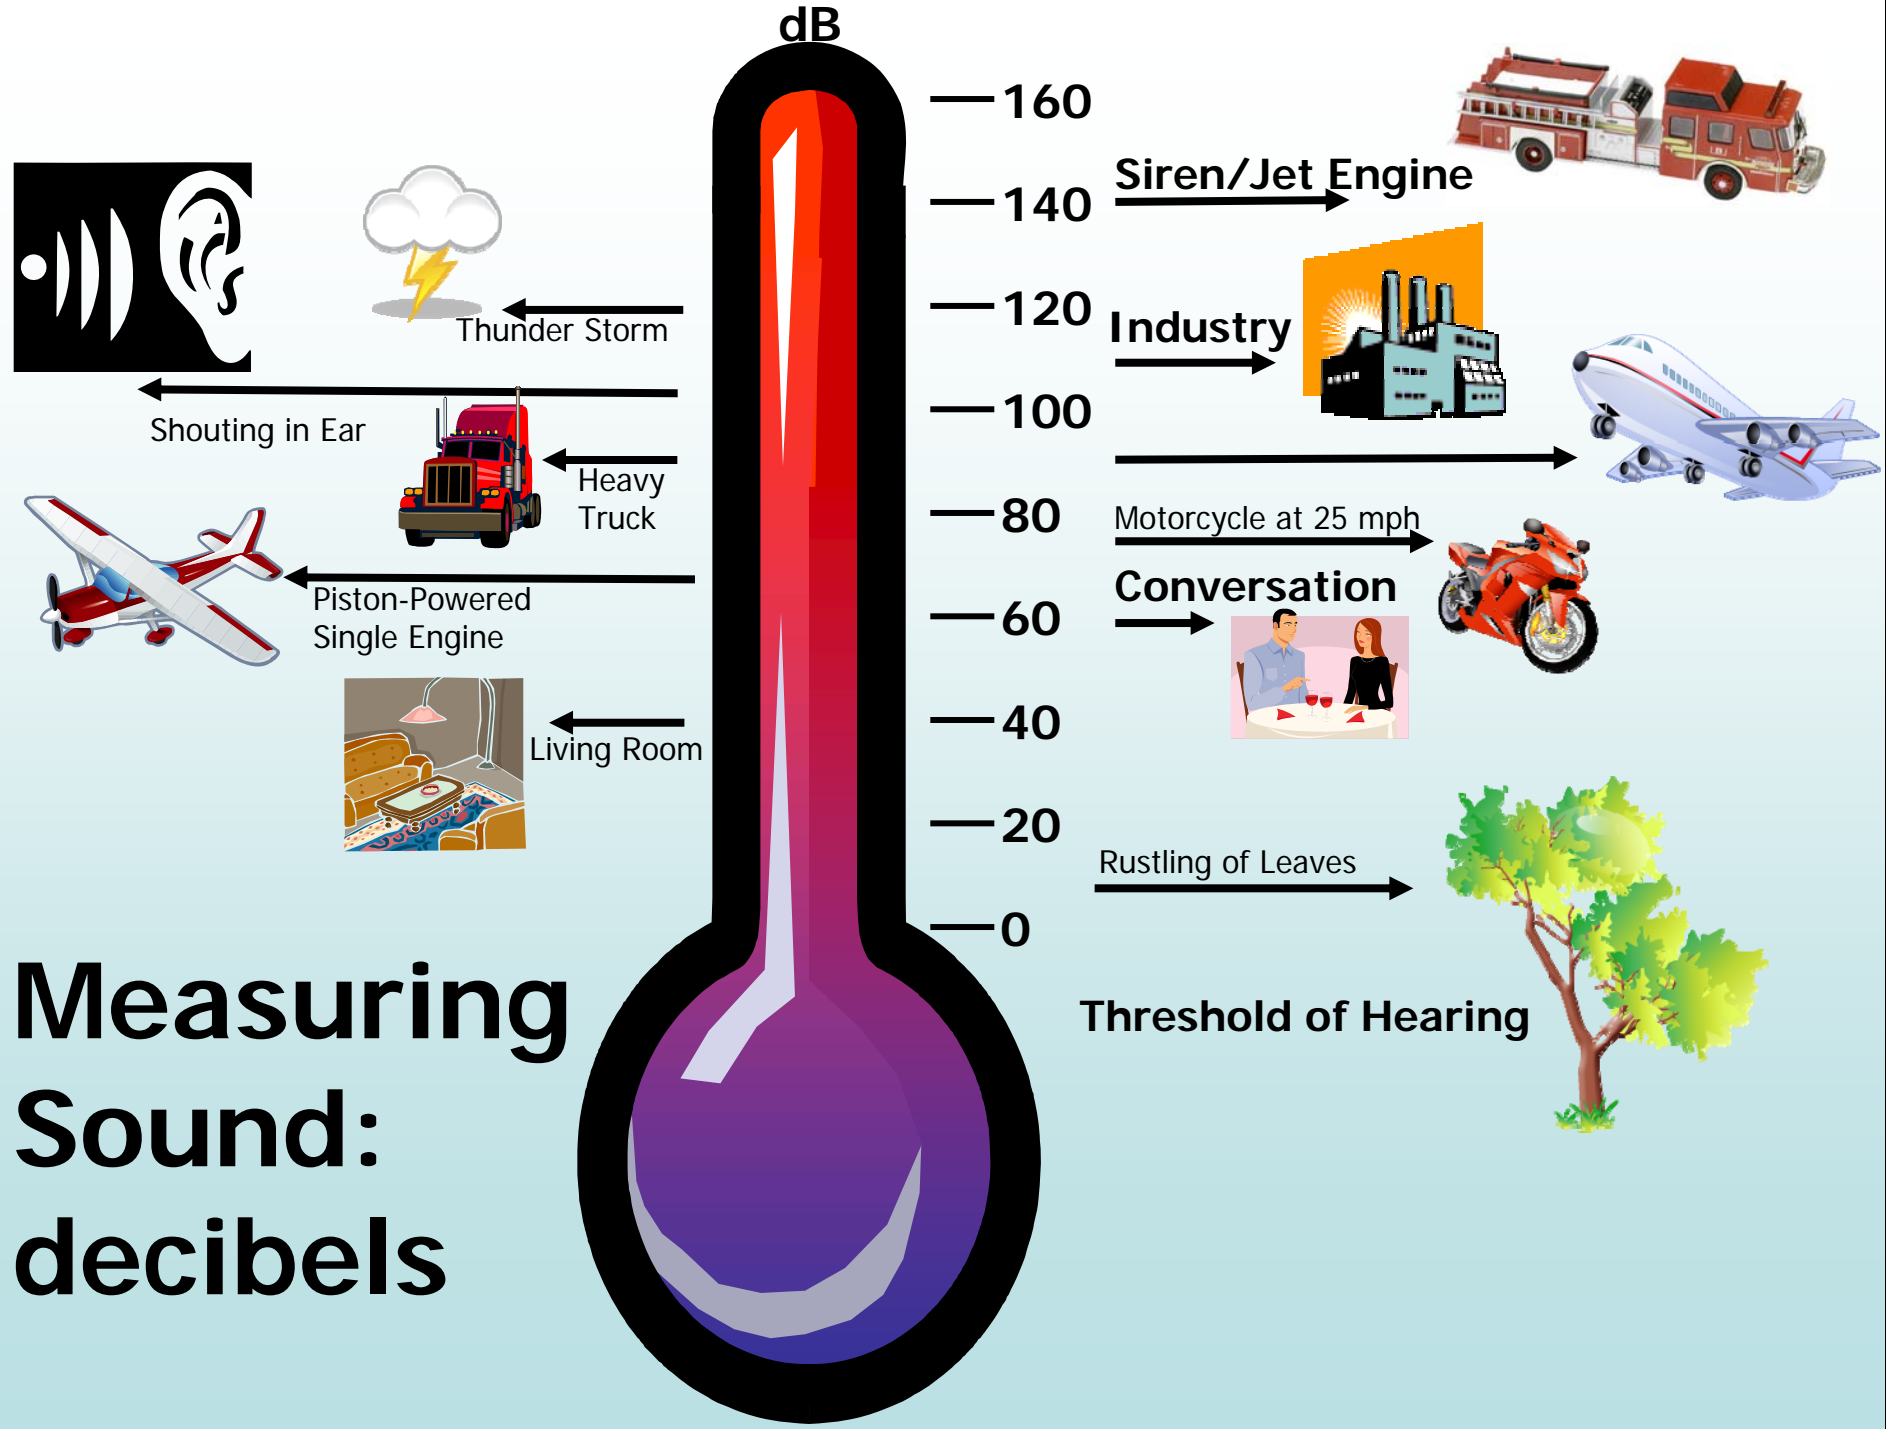 dB
160
Siren/Jet Engine
140
120
Thunder Storm
Industry
100
Shouting in Ear
Heavy
Truck
80
Motorcycle at 25 mph
Conversation
Piston-Powered
Single Engine
60
40
Living Room
20
Rustling of Leaves
0
Threshold of Hearing
Measuring
Sound:
decibels